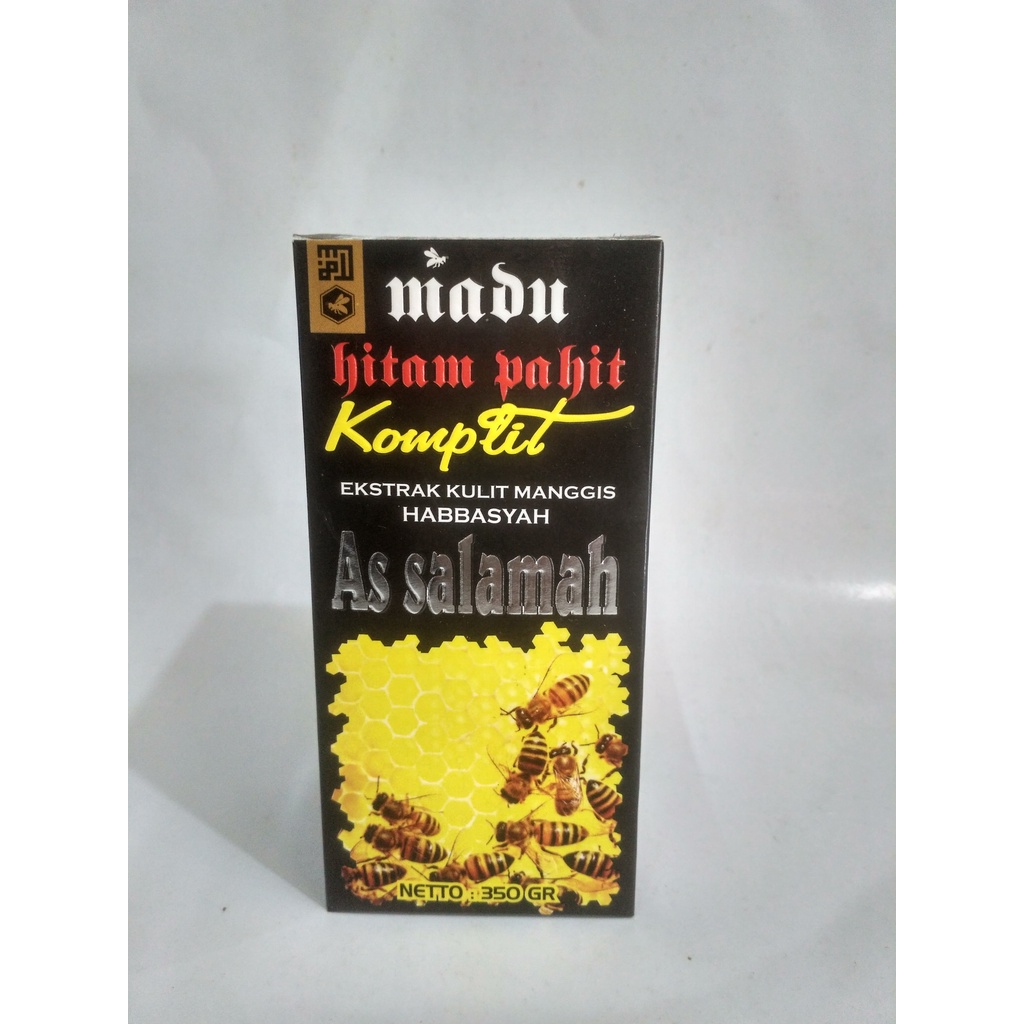 madu
hitam pahit
Komplit
EKSTRAK KULIT MANGGIS
HABBASYAH
As salamah
NETTO : 350 GR